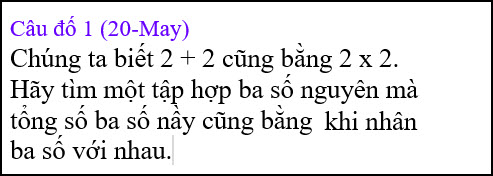 Câu đố 1 (20-May)
Chúng ta biết 2 + 2 cũng bằng 2 x 2.
Hãy tìm một tập hợp ba số nguyên mà
tổng số ba số nầy cũng bằng khi nhân
ba số với nhau.